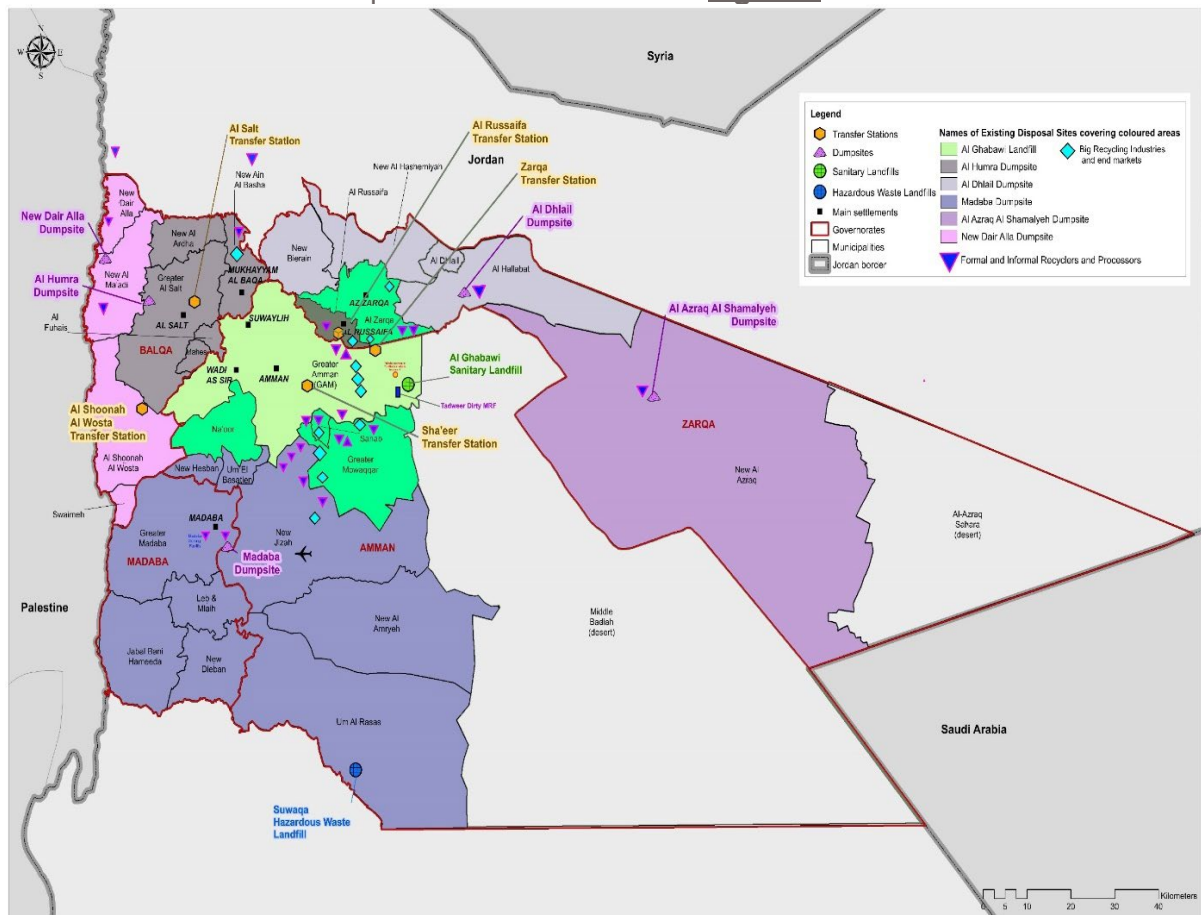 N
W
E
S
Syria
Jordan
Palestine
Saudi Arabia
Legend
Transfer Stations
Dumpsites
Sanitary Landfills
Hazardous Waste Landfills
Main settlements
Governorates
Municipalities
Jordan border
Names of Existing Disposal Sites covering coloured areas
Al Ghabawi Landfill
Al Humra Dumpsite
Al Dhlail Dumpsite
Madaba Dumpsite
Al Azraq Al Shamalyeh Dumpsite
New Dair Alla Dumpsite
Big Recycling Industries
and end markets
Formal and Informal Recyclers and Processors
Al Salt
Transfer Station
Al Russaifa
Transfer Station
Zarqa
Transfer Station
New Ain
Al Basha
New Al Hashemiyah
Al Russaifa
New
Dair
Alla
New Dair Alla
Dumpsite
New Al
Ardha
New
Bierain
Al Dhlail
Al Dhlail
Dumpsite
Al Hallabat
New Al
Ma'adi
Greater
Al Salt
MUKHAYYAM
AL BAQA
AZ ZARQA
Al Zarqa
Al Humra
Dumpsite
Al Azraq Al Shamalyeh
Dumpsite
Al
Fuhais
AL SALT
SUWAYLIH
AL RUSSAIFA
BALQA
Mahes
WADI
AS SIR
AMMAN
Greater
Amman
(GAM)
Al Ghabawi
Sanitary Landfill
Tadweer Dirty MRF
Al Shoonah
Al Wosta
Transfer Station
Na'oor
Sha'eer
Transfer Station
ZARQA
Sahab
Greater
Mowaqqar
Al Shoonah
Al Wosta
New Hesban
Um El
Basatien
New Al
Azraq
Swaimeh
MADABA
Greater
Madaba
New
Jizah
AMMAN
Al-Azraq
Sahara
(desert)
MADABA
Madaba
Dumpsite
Leb &
Mlaih
New Al
Amryeh
Middle
Badiah
(desert)
Jabal Beni
Hameeda
New
Dieban
Um Al Rasas
Suwaqa
Hazardous Waste
Landfill
Kilometers
0 5 10 20 30 40